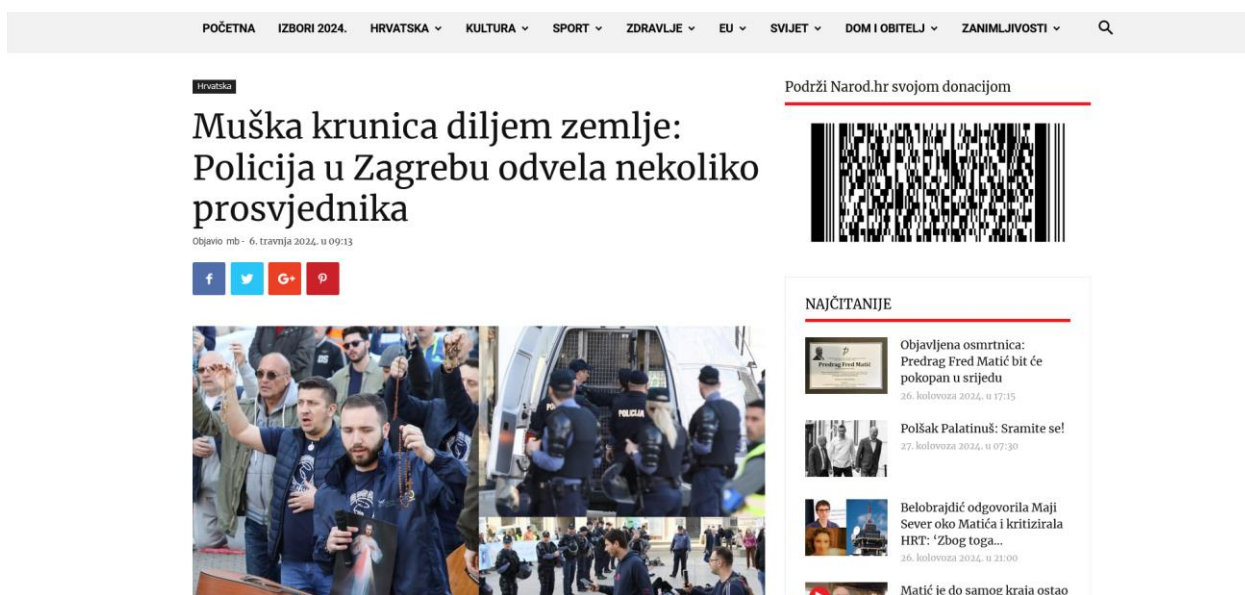 POČETNA IZBORI 2024. HRVATSKA KULTURA SPORT ZDRAVLJE EU SVIJET DOM I OBITELJ ZANIMLJIVOSTI
Hrvatska
Muška krunica diljem zemlje:
Policija u Zagrebu odvela nekoliko
prosvjednika
Objavio mb - 6. travnja 2024. u 09:13
f G+
POLICIJA
Podrži Narod.hr svojom donacijom
NAJČITANIJE
Predrag Fred Matić
Objavljena osmrtnica:
Predrag Fred Matić bit će
pokopan u srijedu
26. kolovoza 2024. u 17:15
Polšak Palatinuš: Sramite se!
27. kolovoza 2024. u 07:30
Belobrajdić odgovorila Maji
Sever oko Matića i kritizirala
HRT: ‘Zbog toga...
26. kolovoza 2024. u 21:00
Matić je do samog kraja ostao